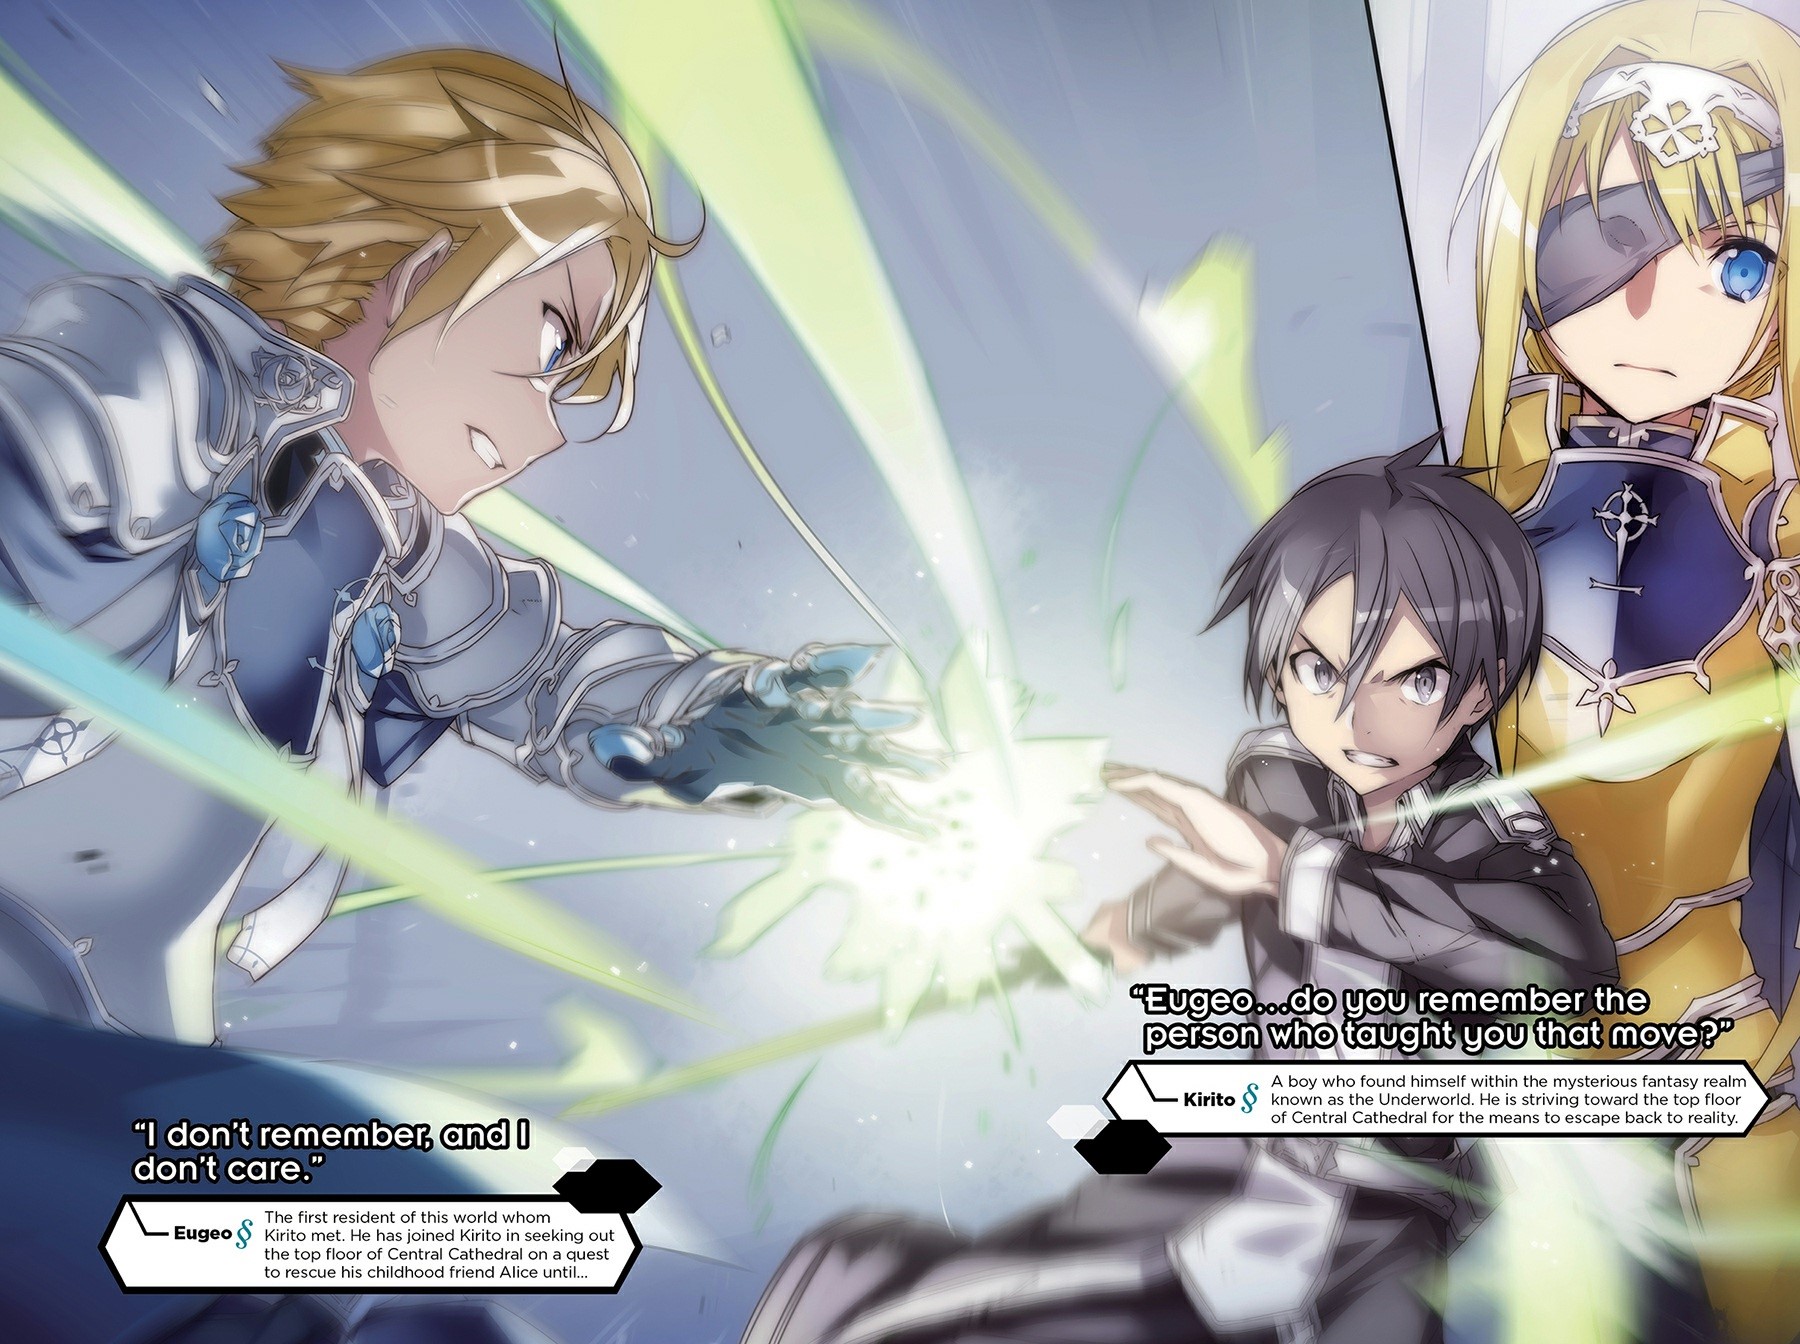 "I don't remember, and I
don't care."
Eugeo §
The first resident of this world whom
Kirito met. He has joined Kirito in seeking out
the top floor of Central Cathedral on a quest
to rescue his childhood friend Alice until...
"Eugeo...do you remember the
person who taught you that move?"
Kirito §
A boy who found himself within the mysterious fantasy realm
known as the Underworld. He is striving toward the top floor
of Central Cathedral for the means to escape back to reality.